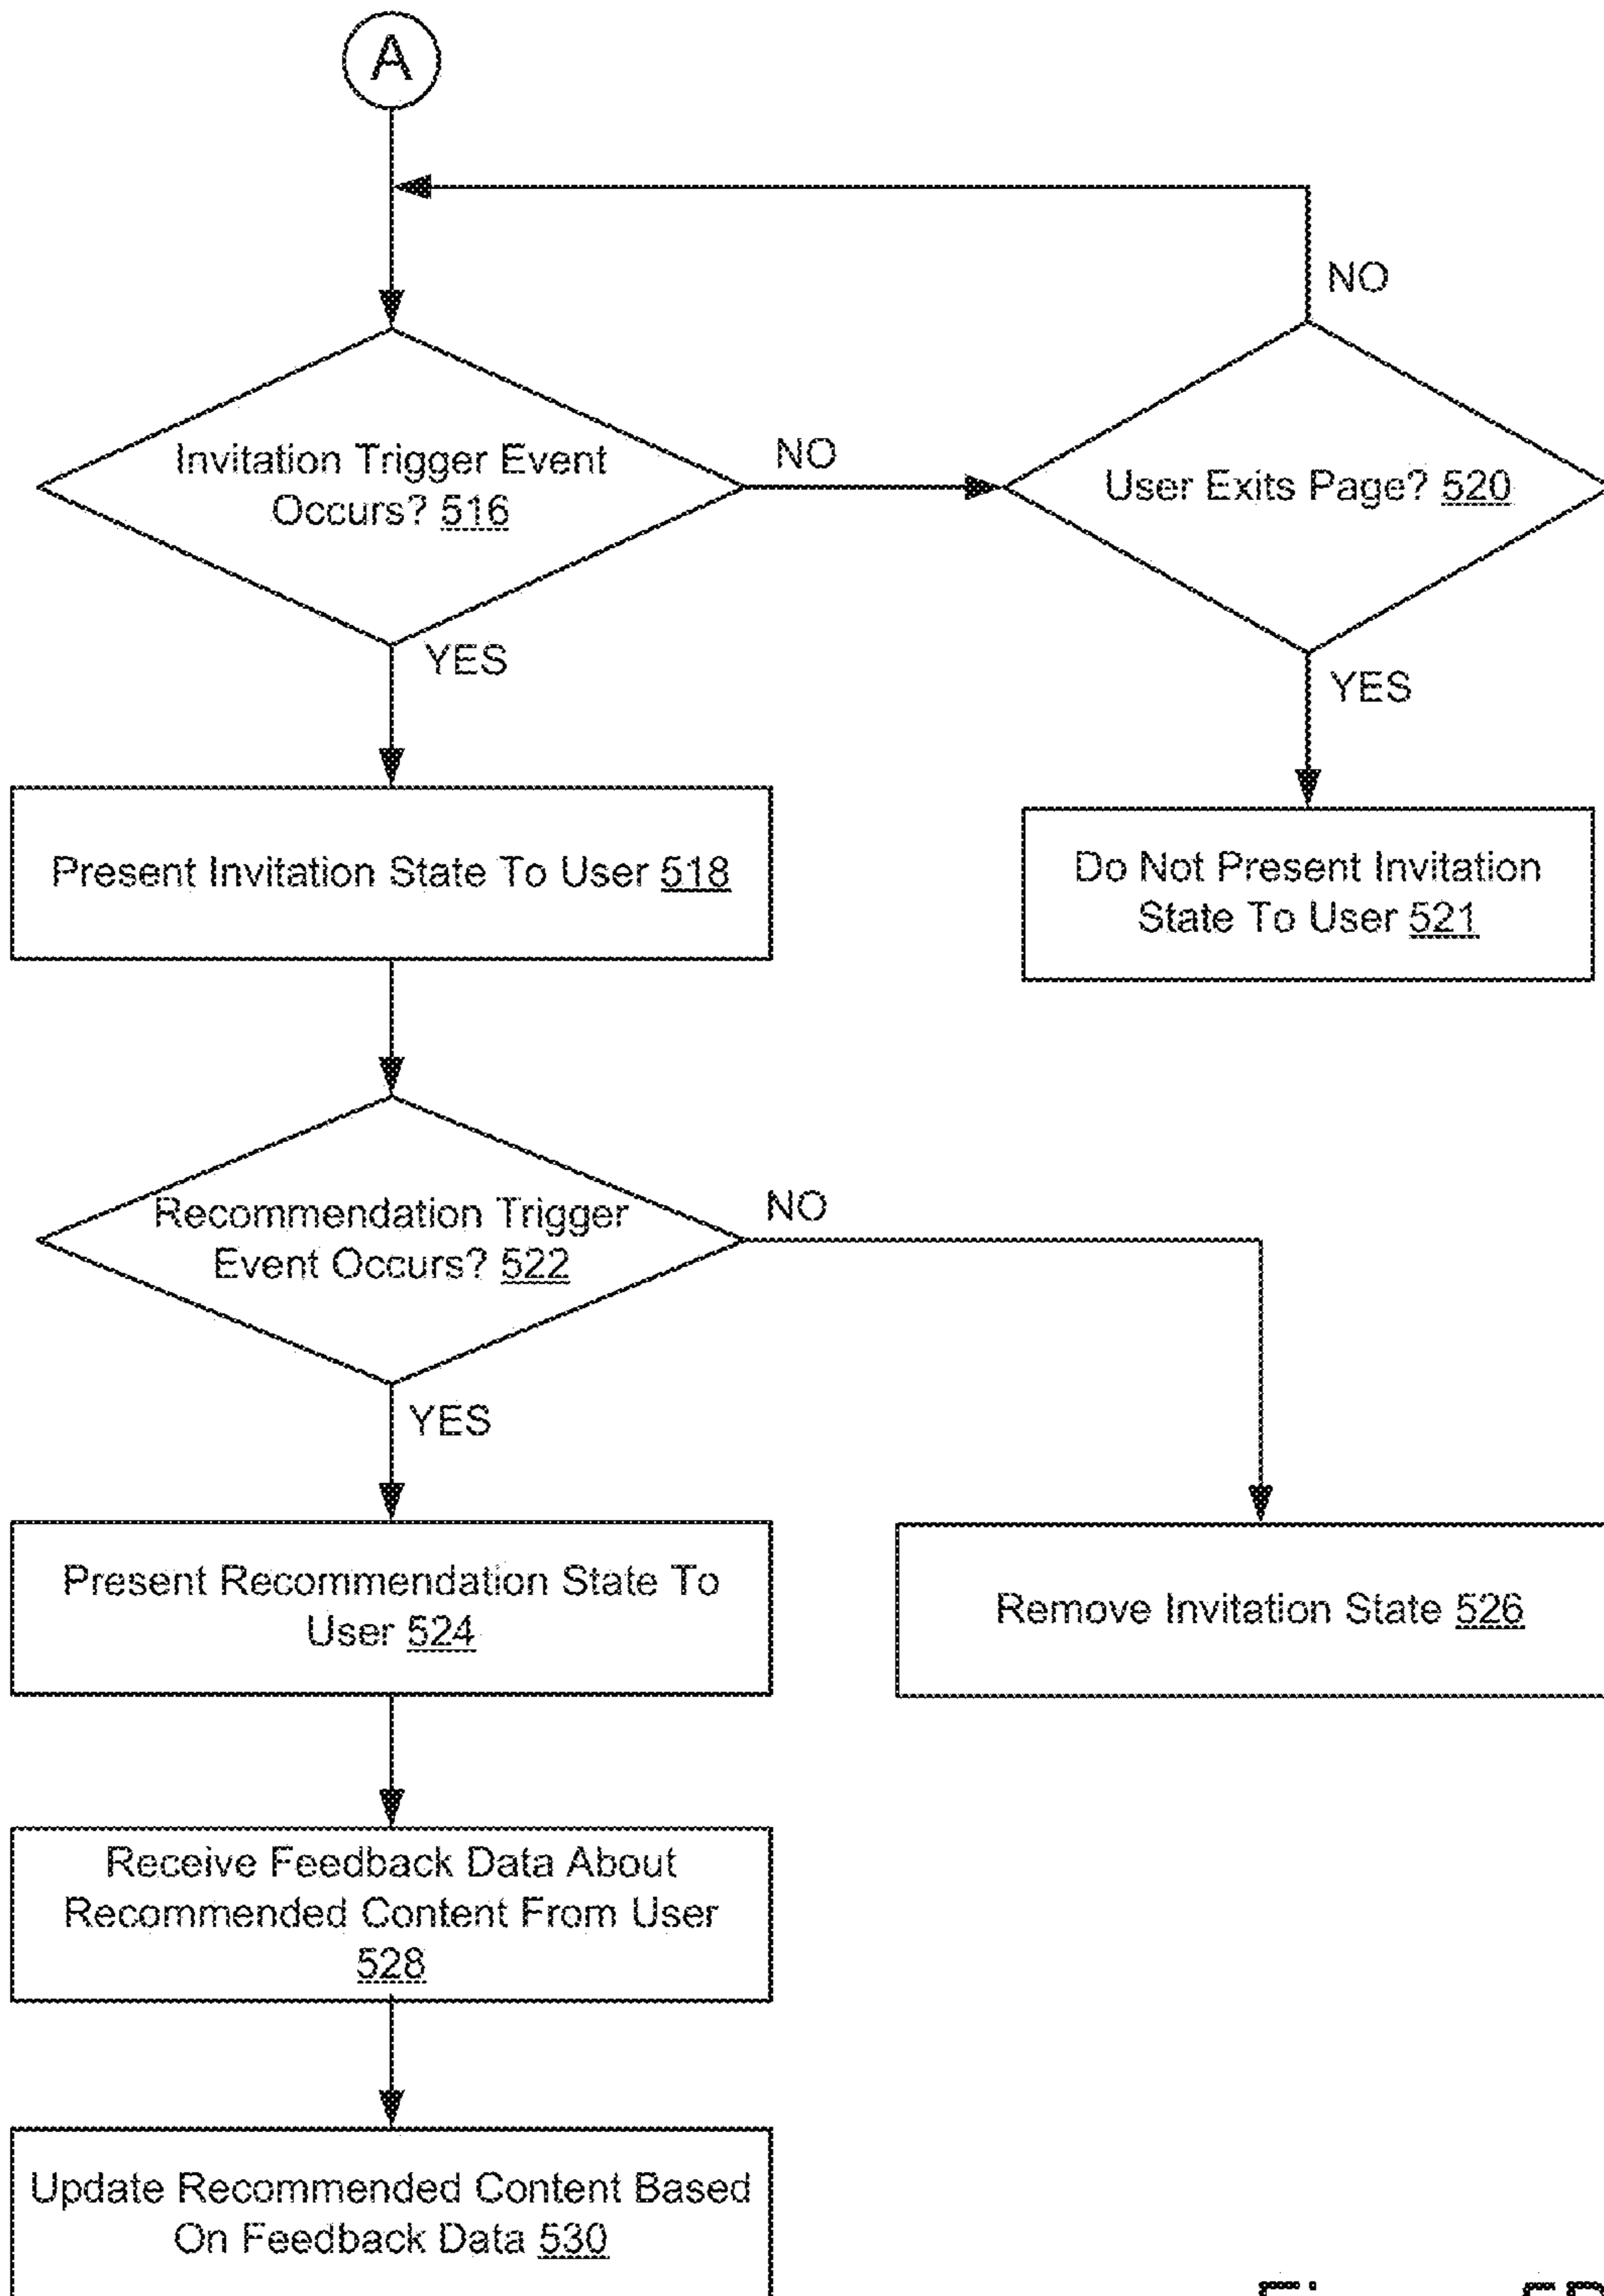 A
NO
Invitation Trigger Event
Occurs? 516
NO
User Exits Page? 520
YES
YES
Present Invitation State To User 518
Do Not Present Invitation
State To User 521
Recommendation Trigger
Event Occurs? 522
NO
YES
Present Recommendation State To
User 524
Remove Invitation State 526
Receive Feedback Data About
Recommended Content From User
528
Update Recommended Content Based
On Feedback Data 530